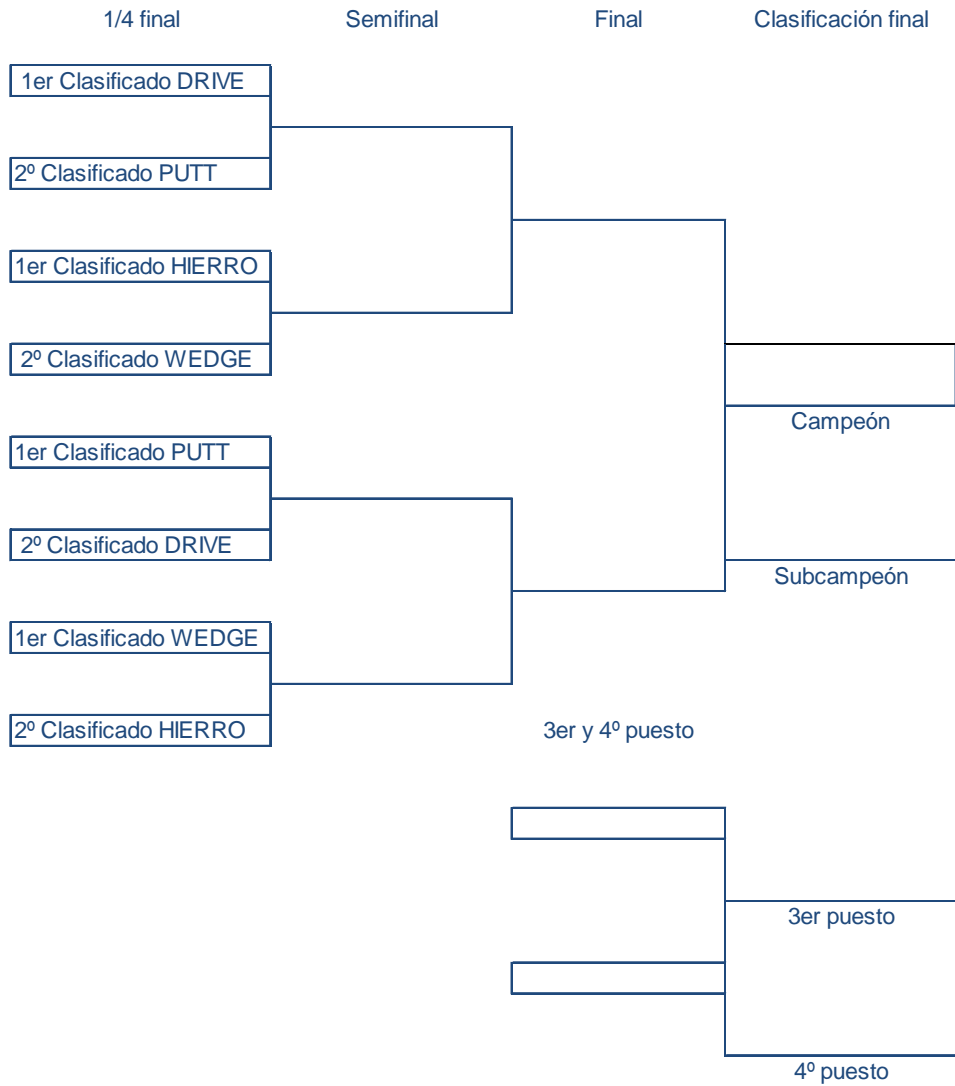 1/4 final
Semifinal
Final
Clasificación final
1er Clasificado DRIVE
2º Clasificado PUTT
1er Clasificado HIERRO
2º Clasificado WEDGE
Campeón
1er Clasificado PUTT
2º Clasificado DRIVE
Subcampeón
1er Clasificado WEDGE
2º Clasificado HIERRO
3er y 4º puesto
3er puesto
4º puesto